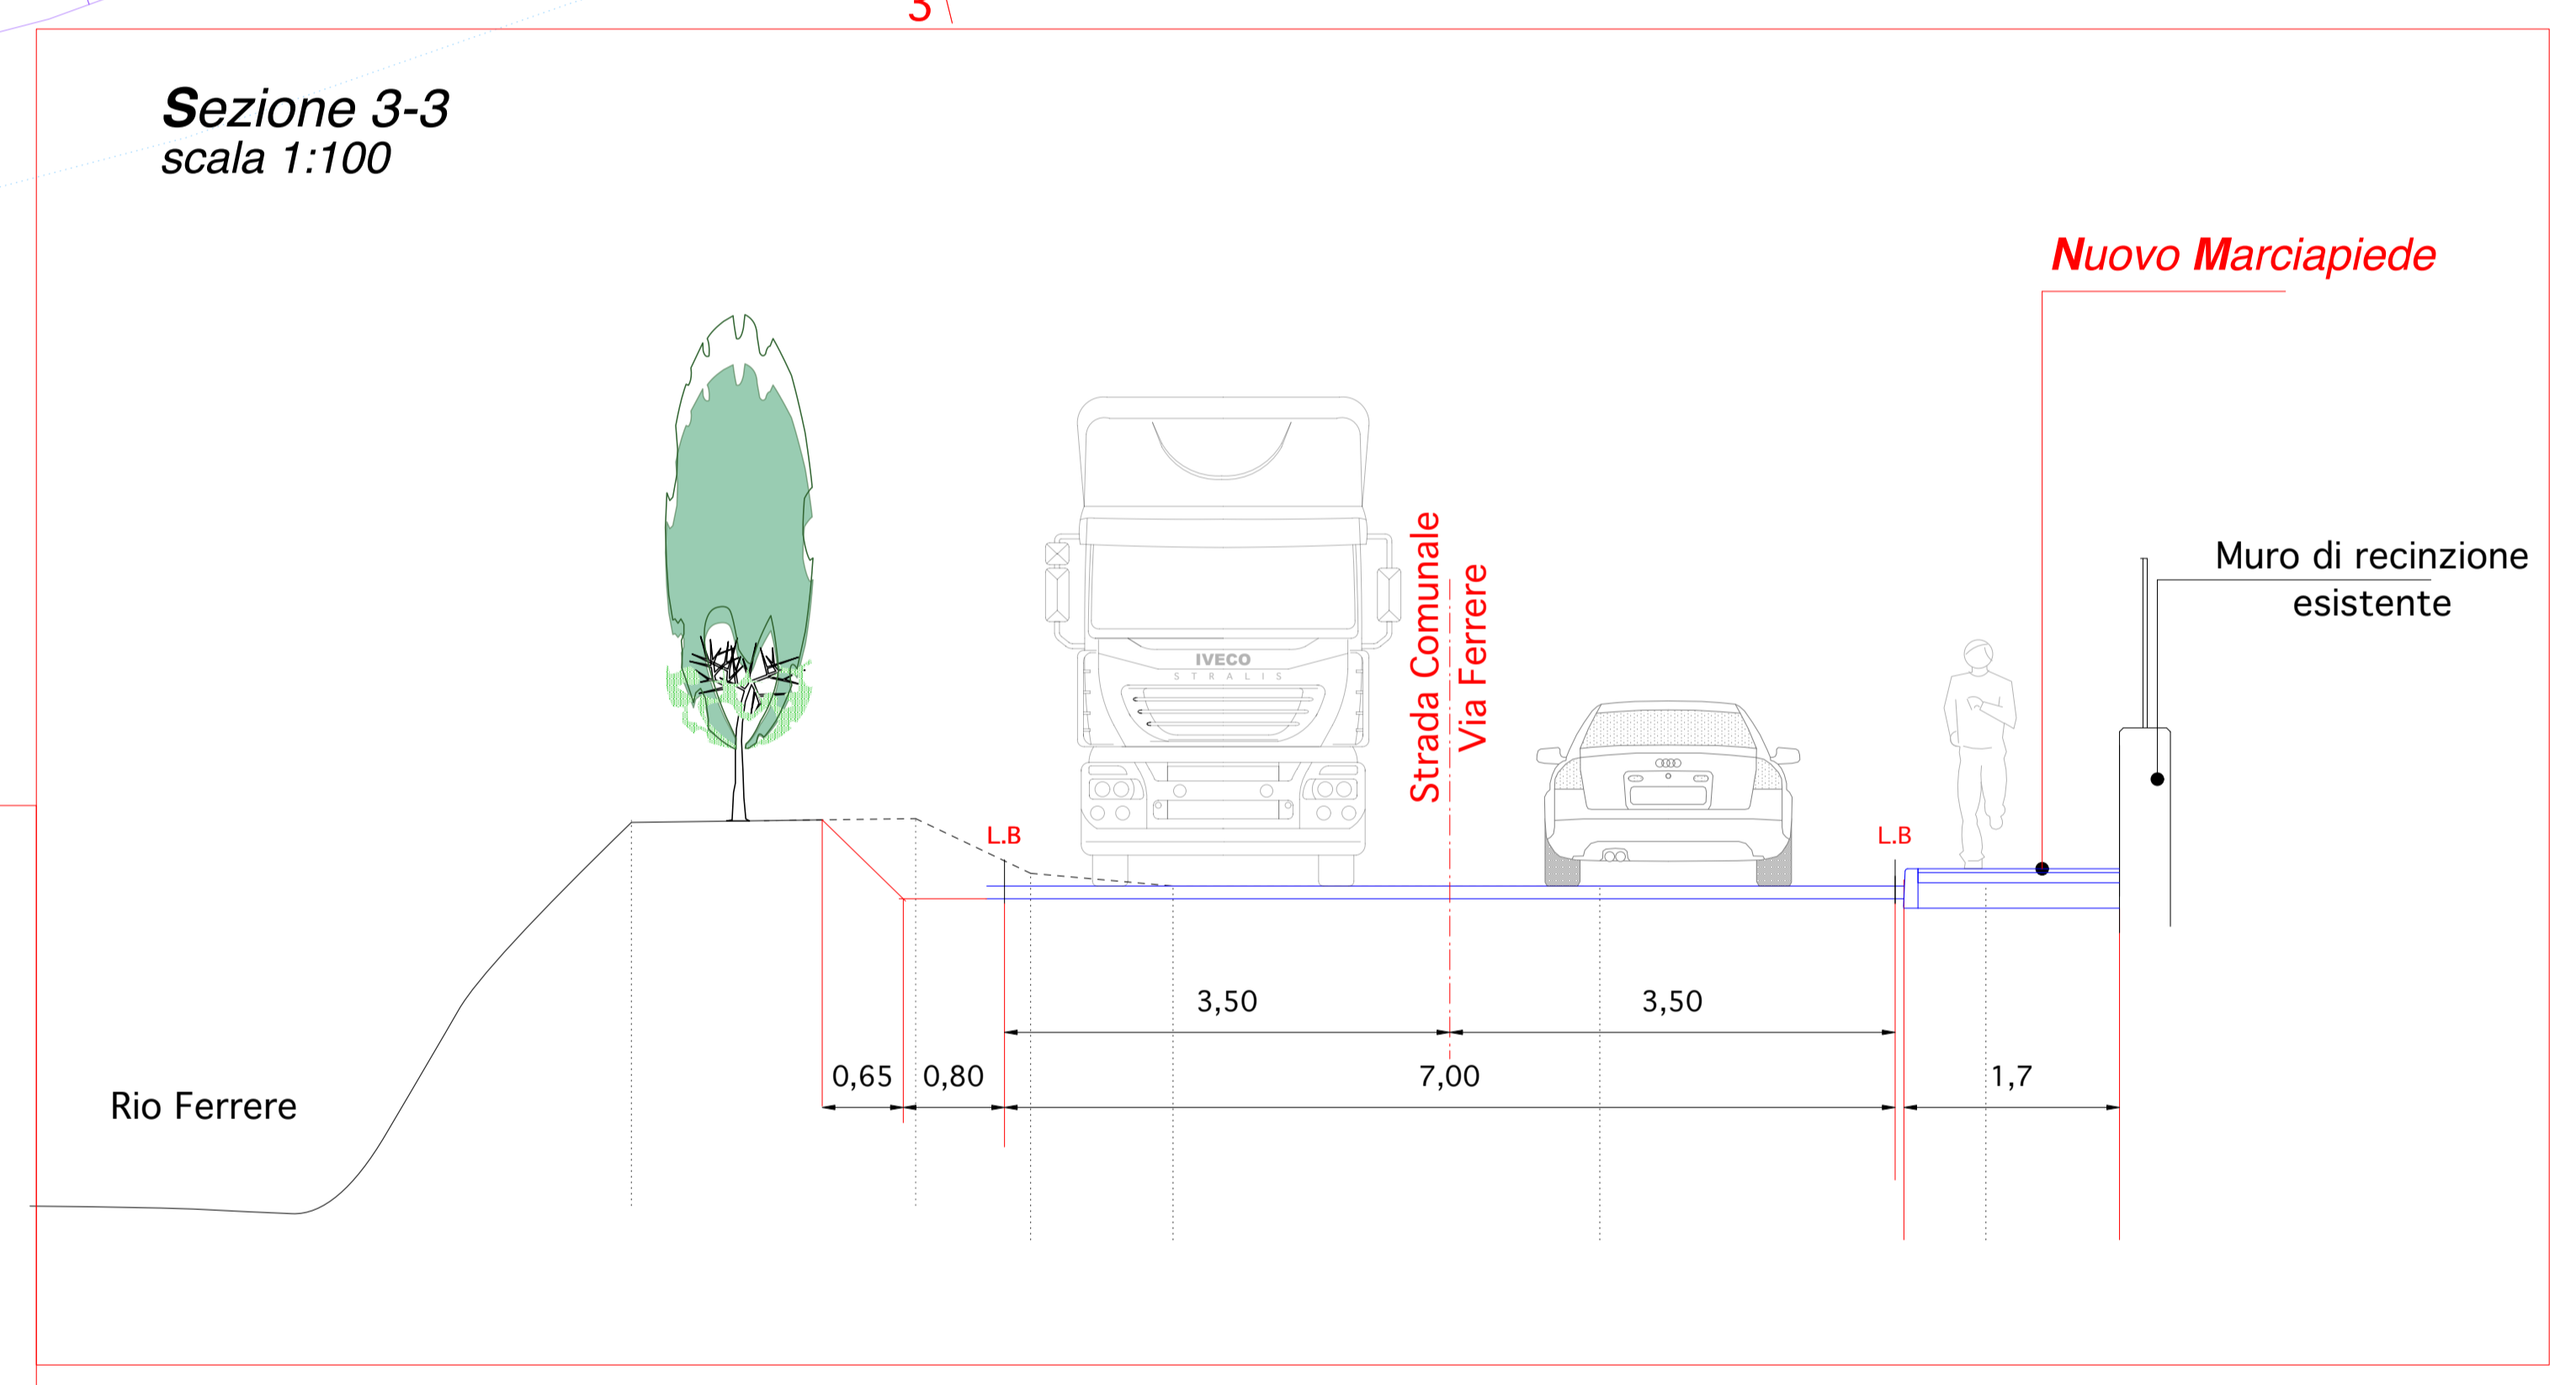 3
Sezione 3-3
scala 1:100
Nuovo Marciapiede
Muro di recinzione
esistente
Strada Comunale
Via Ferrere
IVECO
STRALIS
L.B
L.B
3,50
3,50
0,65
0,80
7,00
1,7
Rio Ferrere